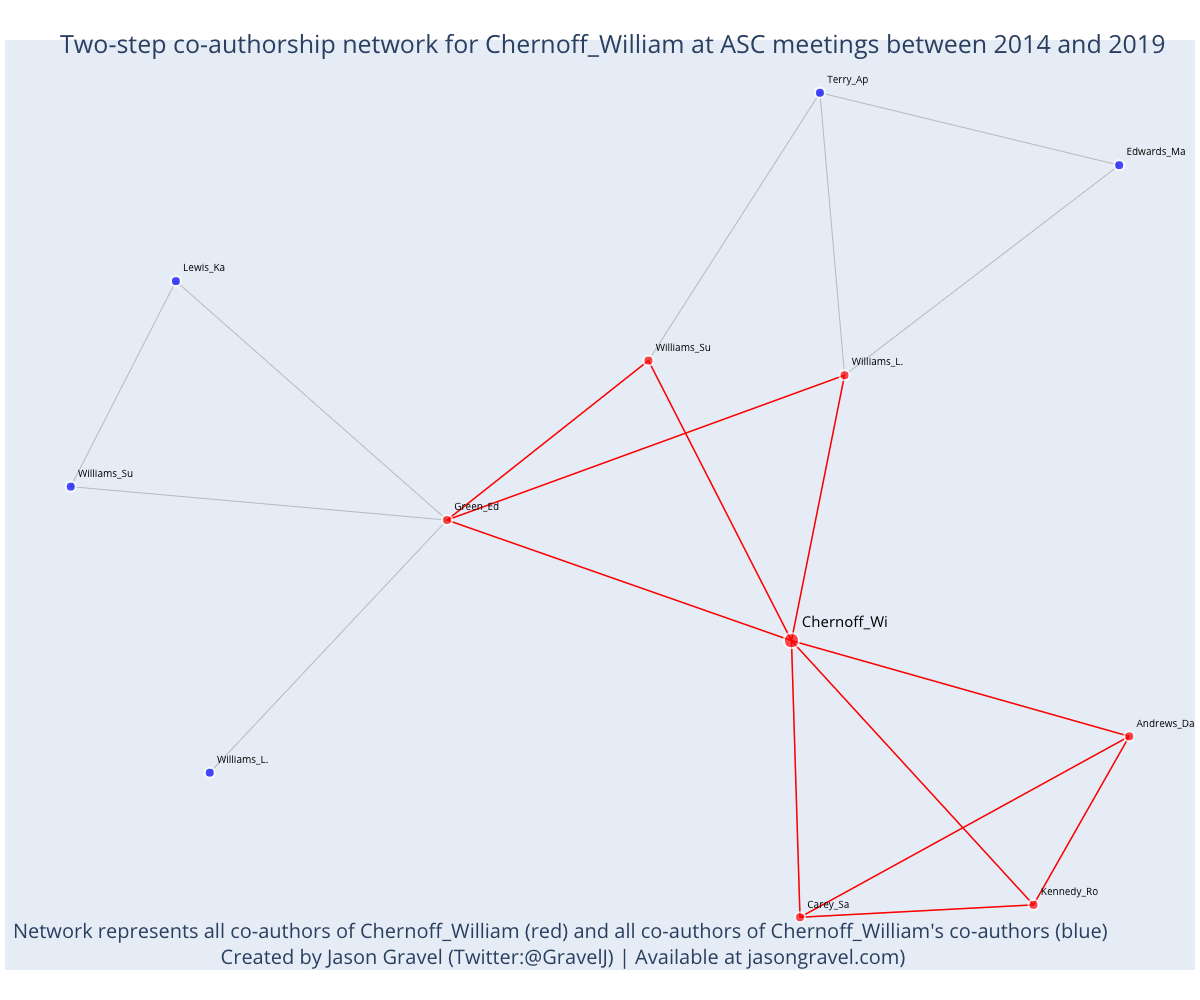 Two-step co-authorship network for Chernoff_William at ASC meetings between 2014 and 2019
Terry_Ap
Edwards_Ma
Lewis_Ka
Williams_Su
Williams_L.
Williams_Su
Green_Ed
Chernoff_Wi
Andrews_Da
Williams_L.
Kennedy_Ro
Carey_Sa
Network represents all co-authors of Chernoff_William (red) and all co-authors of Chernoff_William's co-authors (blue)
Created by Jason Gravel (Twitter:@GravelJ) | Available at jasongravel.com)